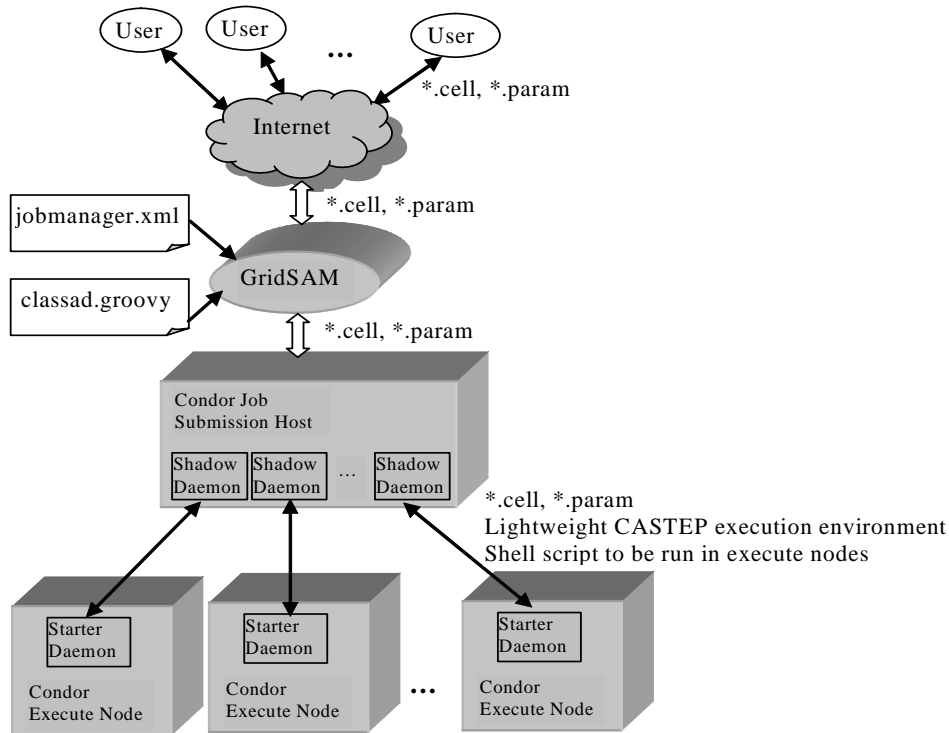 User
User
...
User
*.cell, *.param
Internet
*.cell, *.param
jobmanager.xml
GridSAM
classad.groovy
*.cell, *.param
Condor Job
Submission Host
Shadow
Daemon
Shadow
Daemon
...
Shadow
Daemon
*.cell, *.param
Lightweight CASTEP execution environment
Shell script to be run in execute nodes
Starter
Daemon
Condor
Execute Node
Starter
Daemon
Condor
Execute Node
...
Starter
Daemon
Condor
Execute Node